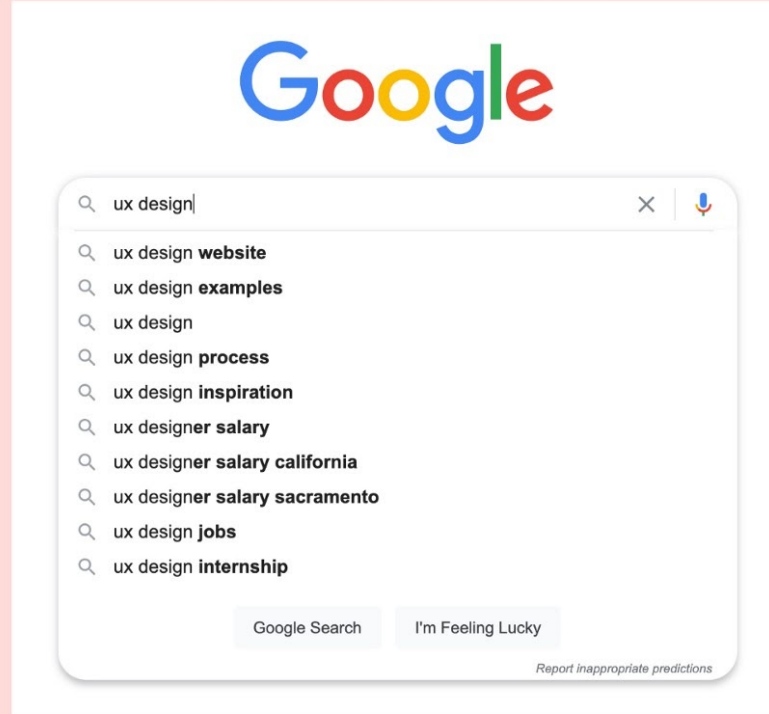 Google
ux design
ux design website
ux design examples
ux design
ux design process
ux design inspiration
ux designer salary
ux designer salary california
ux designer salary sacramento
ux design jobs
ux design internship
Google Search I'm Feeling Lucky
Report inappropriate predictions